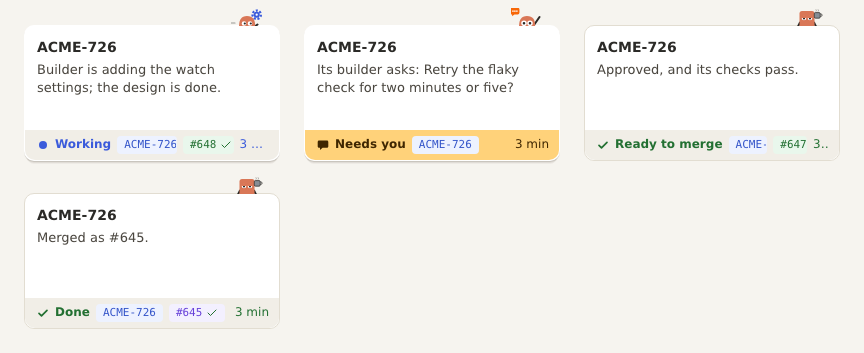 ACME-726
Builder is adding the watch
settings; the design is done.
Working ACME-726 #648 3 ...
ACME-726
Its builder asks: Retry the flaky
check for two minutes or five?
Needs you ACME-726 3 min
ACME-726
Approved, and its checks pass.
Ready to merge ACME- #647 3..
ACME-726
Merged as #645.
Done ACME-726 #645 3 min